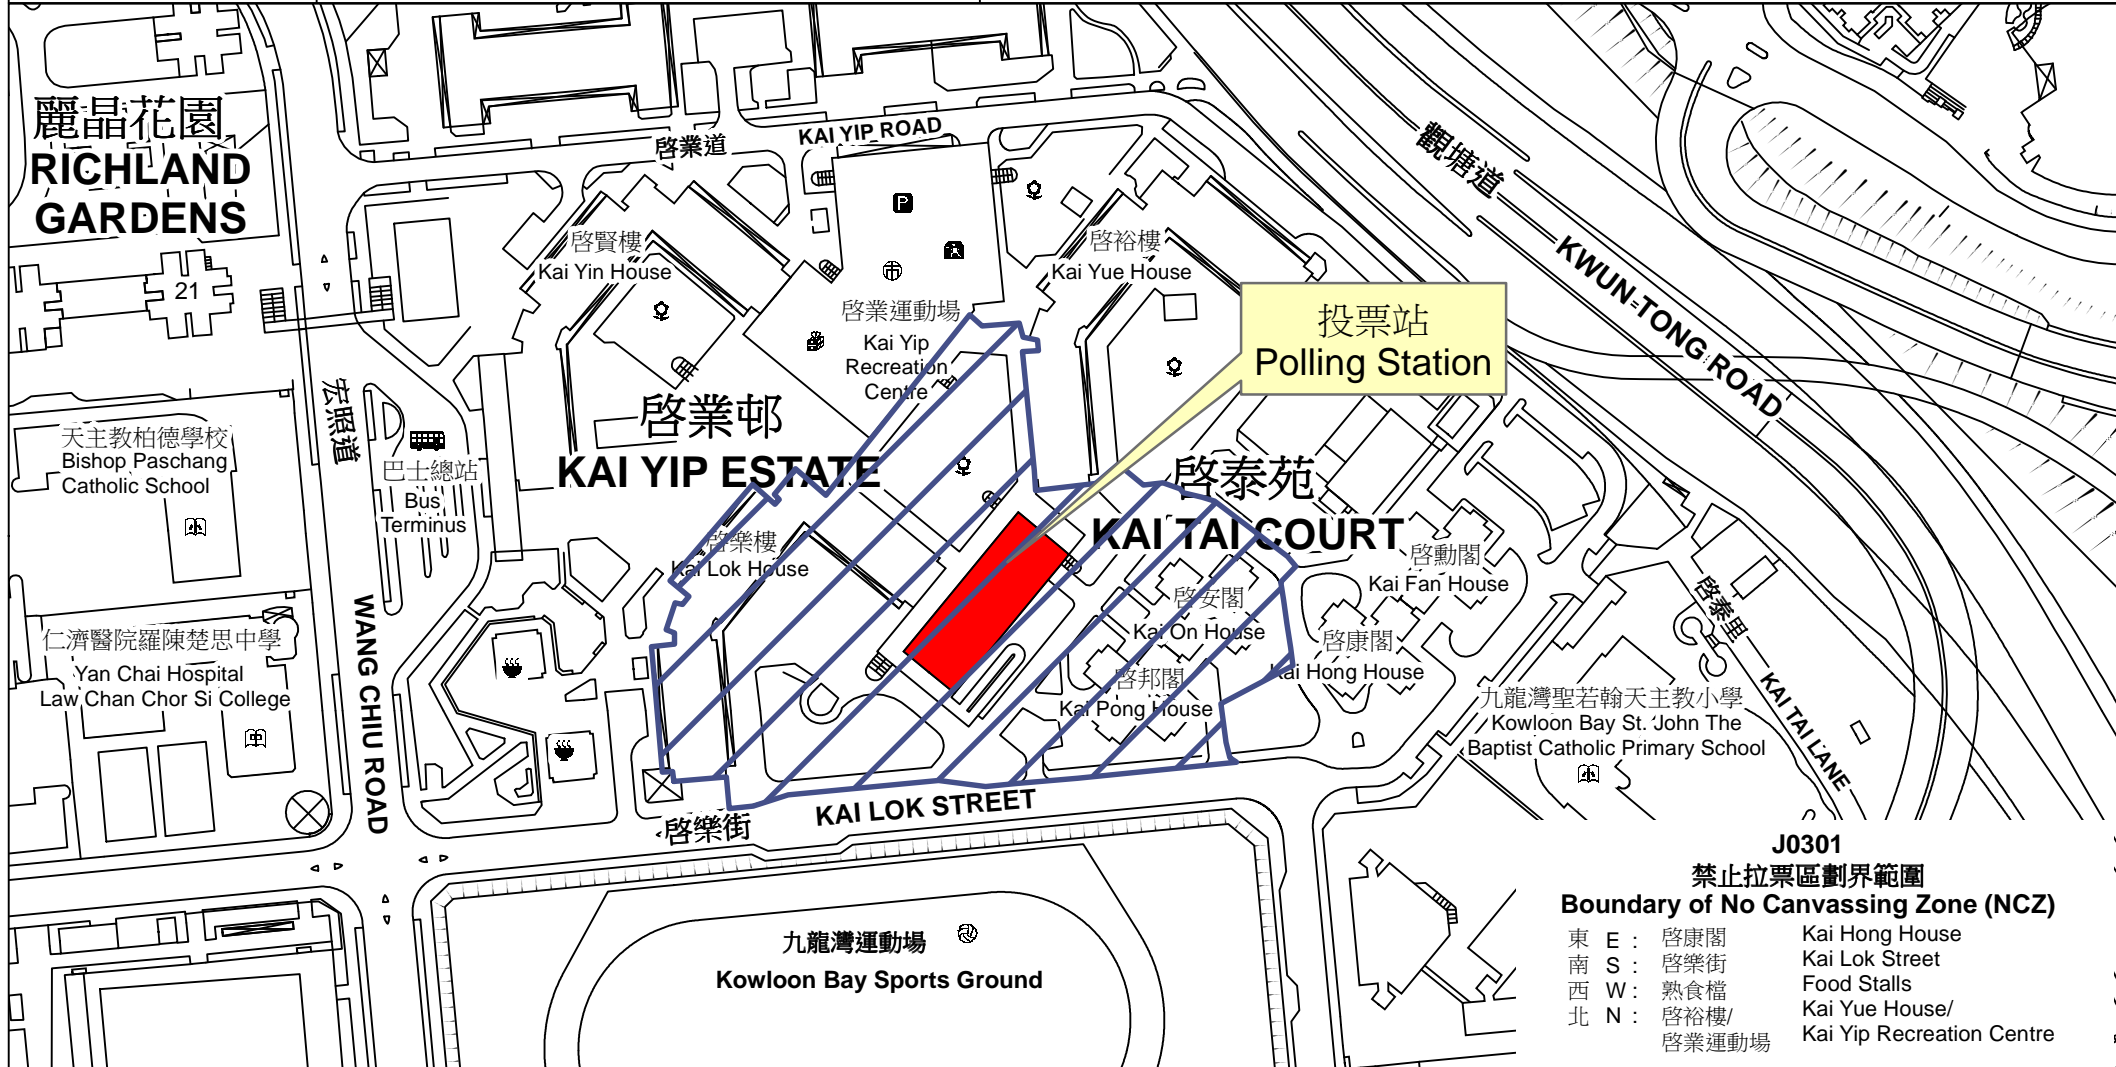 麗晶花園
RICHLAND
GARDENS
21
啓業道
KAI YIP ROAD
觀塘道
KWUN TONG ROAD
啓賢樓
Kai Yin House
P
市
啓裕樓
Kai Yue House
啓業運動場
Kai Yip
Recreation
Centre
投票站
Polling Station
宏照道
WANG CHIU ROAD
天主教柏德學校
Bishop Paschang
Catholic School
巴士總站
Bus
Terminus
啓業邨
KAI YIP ESTATE
啓泰苑
KAI TAI COURT
啓樂樓
Kai Lok House
啓勳閣
Kai Fan House
啓安閣
Kai On House
啓康閣
Kai Hong House
啓邦閣
Kai Pong House
仁濟醫院羅陳楚思中學
Yan Chai Hospital
Law Chan Chor Si College
啓泰里
KAI TAI LANE
九龍灣聖若翰天主教小學
Kowloon Bay St. John The
Baptist Catholic Primary School
啓樂街
KAI LOK STREET
九龍灣運動場
Kowloon Bay Sports Ground
J0301
禁止拉票區劃界範圍
Boundary of No Canvassing Zone (NCZ)
東 E : 啓康閣 Kai Hong House
南 S : 啓樂街 Kai Lok Street
西 W : 熟食檔 Food Stalls
北 N : 啓裕樓/ Kai Yue House/
啓業運動場 Kai Yip Recreation Centre